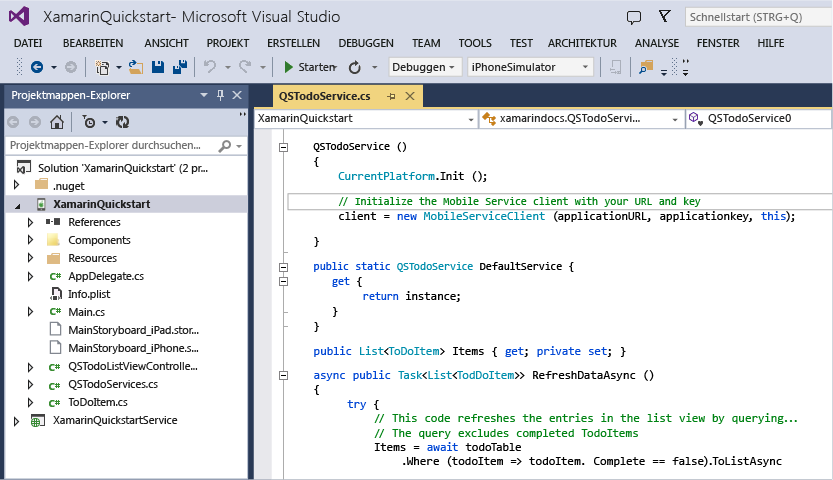 XamarinQuickstart- Microsoft Visual Studio
Schnellstart (STRG+Q)
DATEI BEARBEITEN ANSICHT PROJEKT ERSTELLEN DEBUGGEN TEAM TOOLS TEST ARCHITEKTUR ANALYSE FENSTER HILFE
Starten Debuggen iPhoneSimulator
Projektmappen-Explorer
Projektmappen-Explorer durchsuchen...
Solution 'XamarinQuickstart' (2 pr...
.nuget
XamarinQuickstart
References
Components
Resources
C# AppDelegate.cs
Info.plist
C# Main.cs
MainStoryboard_iPad.stor...
MainStoryboard_iPhone.s...
C# QSTodoListViewControlle...
C# QSTodoServices.cs
C# ToDoItem.cs
XamarinQuickstartService
QSTodoService.cs
XamarinQuickstart xamarindocs.QSTodoServi... QSTodoService0
QSTodoService ()
{
CurrentPlatform.Init ();
// Initialize the Mobile Service client with your URL and key
client = new MobileServiceClient (applicationURL, applicationkey, this);
}
public static QSTodoService DefaultService {
get {
return instance;
}
}
public List<ToDoItem> Items { get; private set; }
async public Task<List<TodDoItem>> RefreshDataAsync ()
{
try {
// This code refreshes the entries in the list view by querying...
// The query excludes completed TodoItems
Items = await todoTable
.Where (todoItem => todoItem. Complete == false).ToListAsync